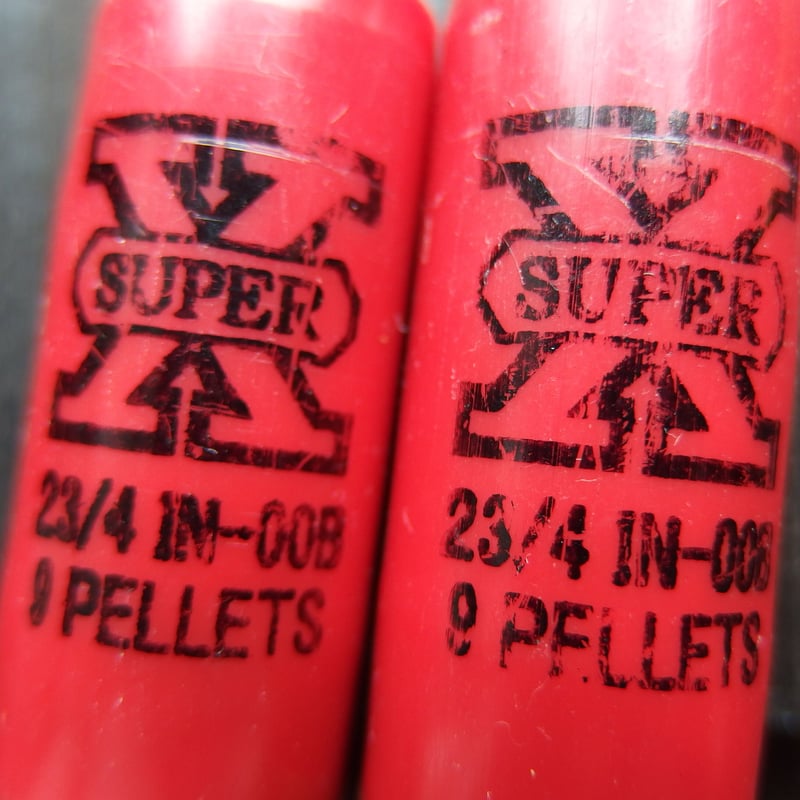 X
SUPER
23/4 IN-00B
9 PELLETS
X
SUPER
23/4 IN-00B
9 PELLETS